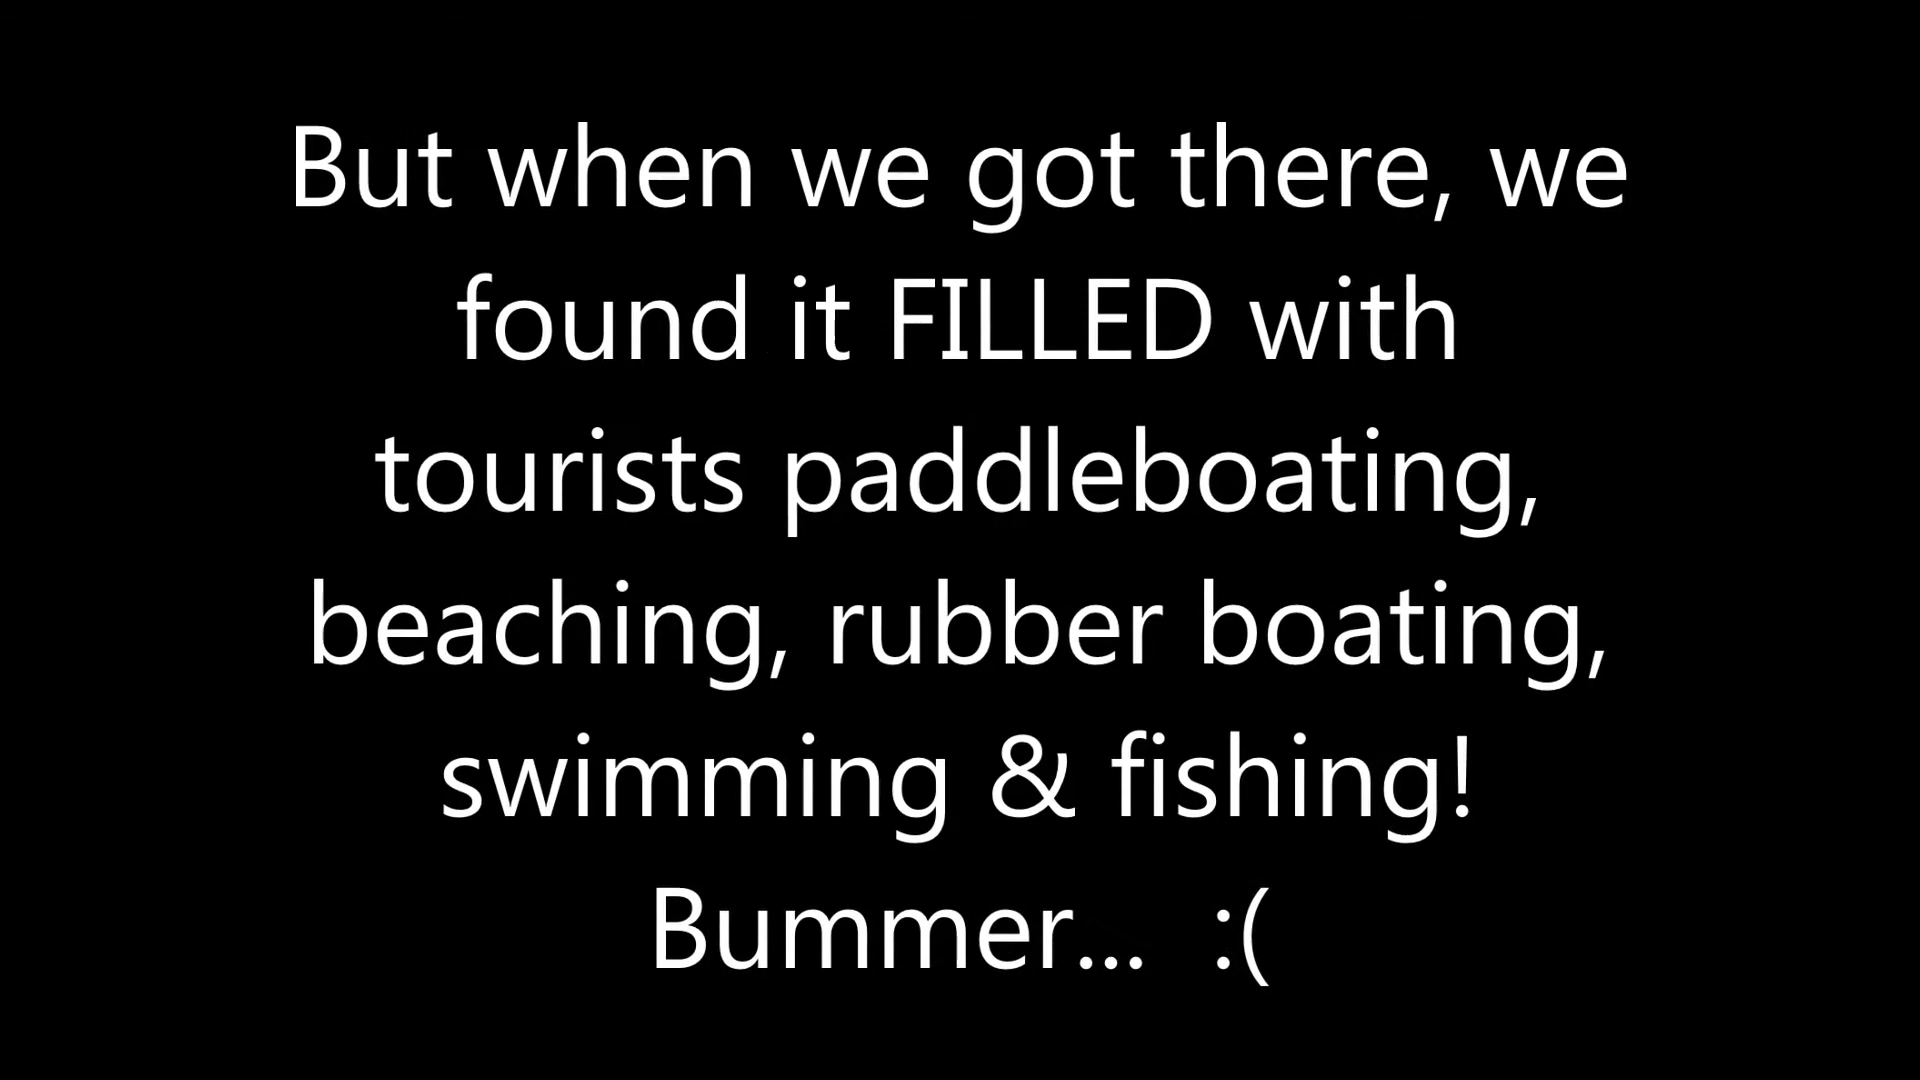 But when we got there, we
found it FILLED with
tourists paddleboating,
beaching, rubber boating,
swimming & fishing!
Bummer...  :(